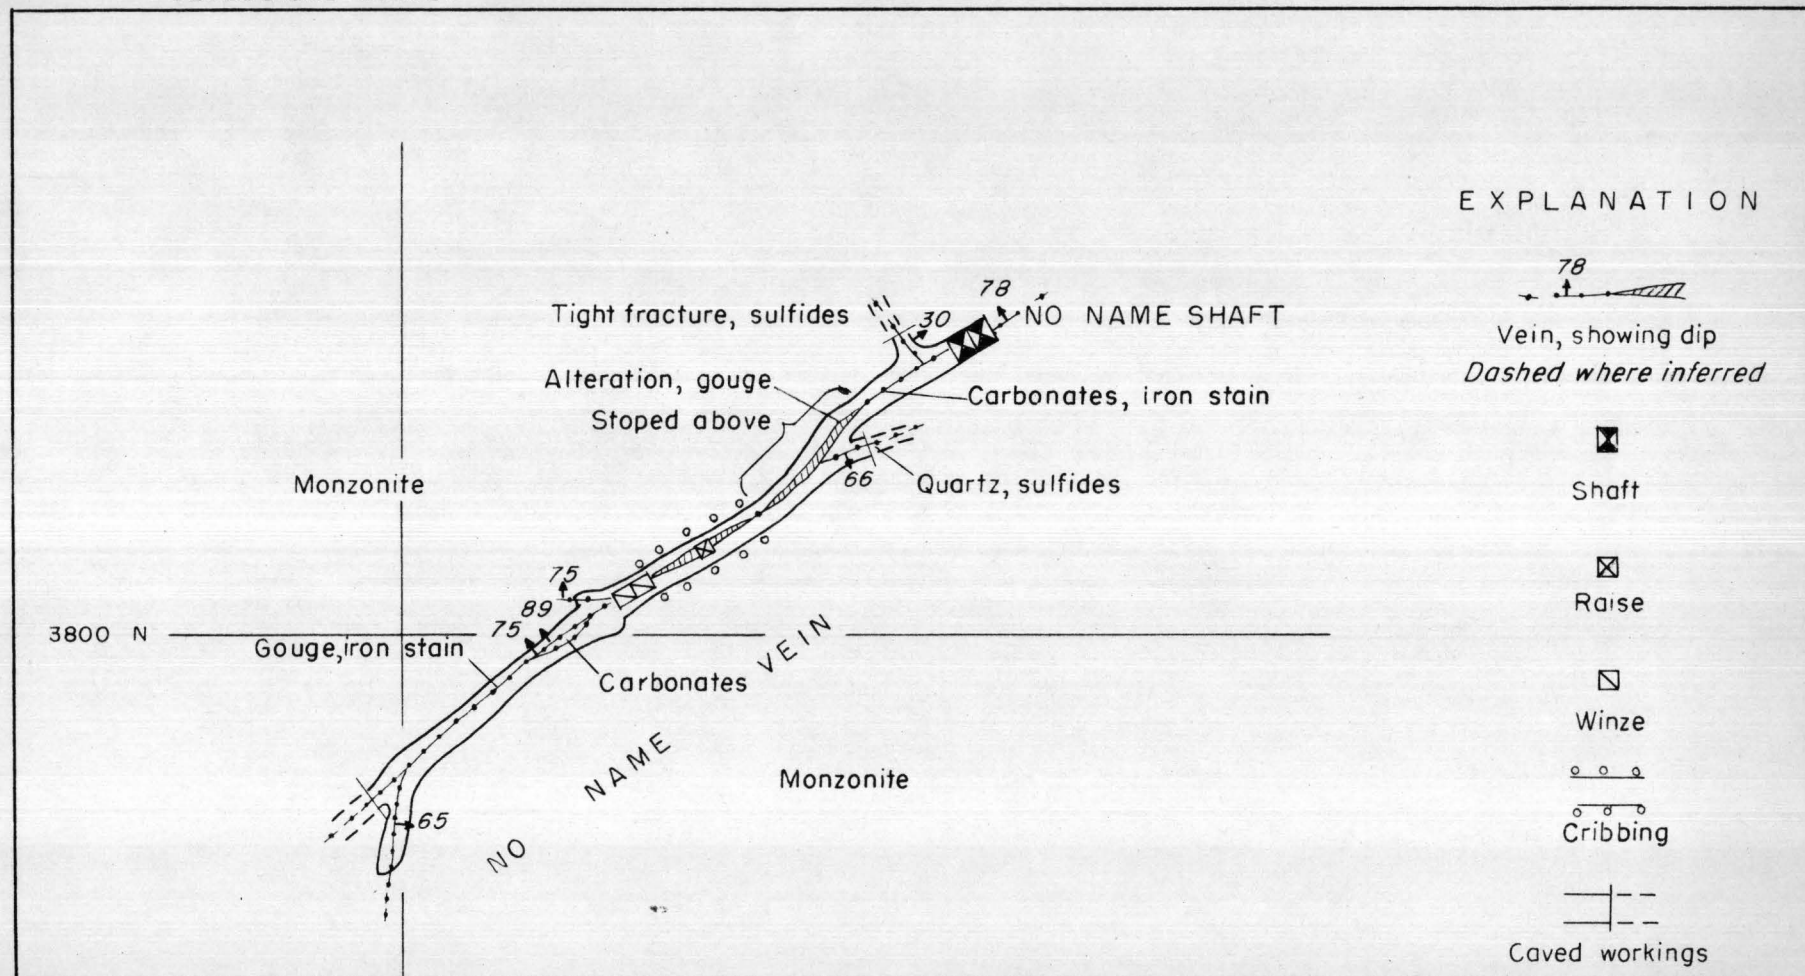 EXPLANATION
78
Vein, showing dip
Dashed where inferred
Shaft
Raise
Winze
Cribbing
Caved workings
78
NO NAME SHAFT
Tight fracture, sulfides
30
Alteration, gouge
Carbonates, iron stain
Stoped above
66
Quartz, sulfides
Monzonite
75
89
75
3800 N
Gouge, iron stain
Carbonates
NO NAME VEIN
Monzonite
65